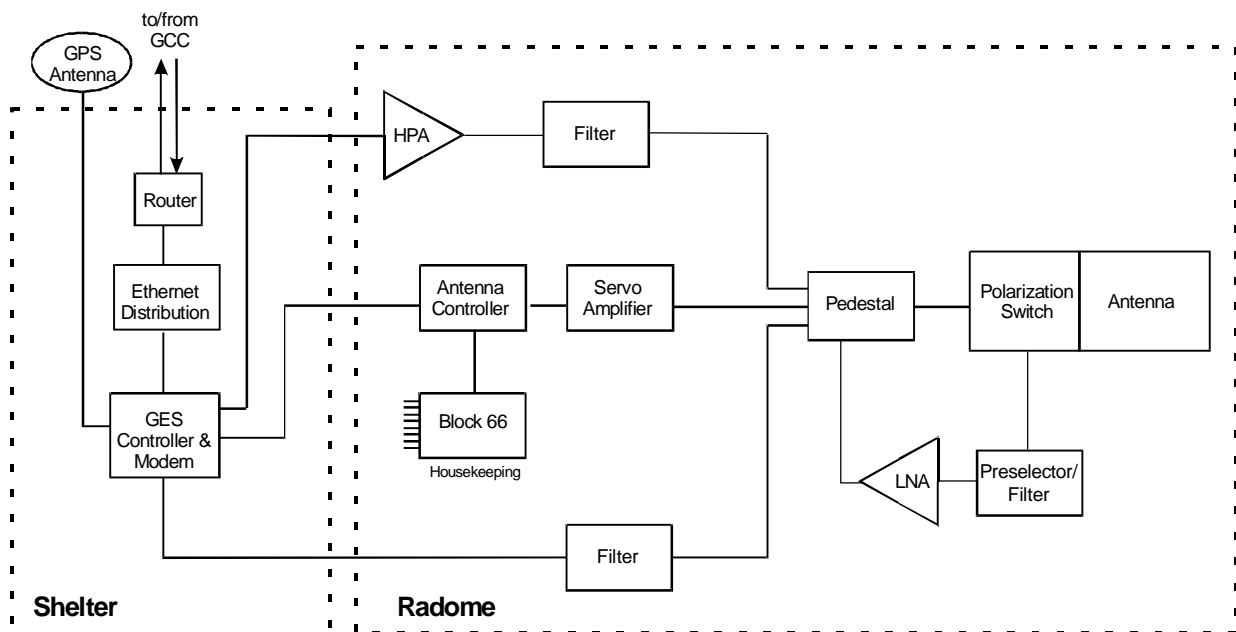 to/from
GCC
GPS
Antenna
HPA
Filter
Router
Ethernet
Distribution
Antenna
Controller
Servo
Amplifier
Pedestal
Polarization
Switch
Antenna
GES
Controller &
Modem
Block 66
Housekeeping
LNA
Preselector/
Filter
Filter
Shelter
Radome